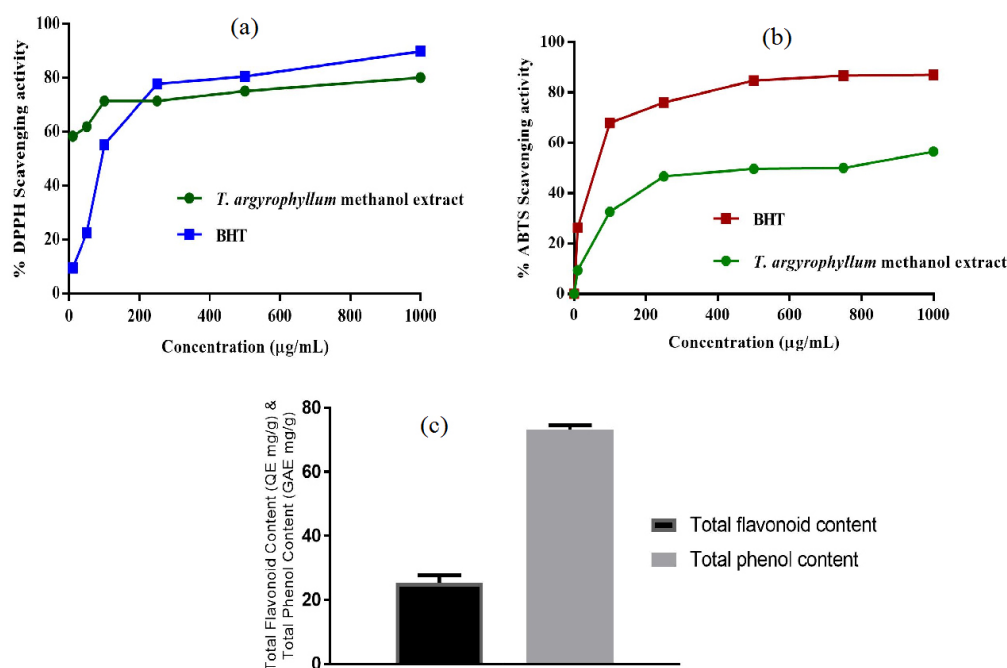 (a)
% DPPH Scavenging activity
100
80
60
40
20
0
0
200
400
600
800
1000
Concentration (μg/mL)
T. argyrophyllum methanol extract
BHT
(b)
% ABTS Scavenging activity
100
80
60
40
20
0
0
200
400
600
800
1000
Concentration (μg/mL)
BHT
T. argyrophyllum methanol extract
(c)
Total Flavonoid Content (QE mg/g) &
Total Phenol Content (GAE mg/g)
80
60
40
20
0
Total flavonoid content
Total phenol content